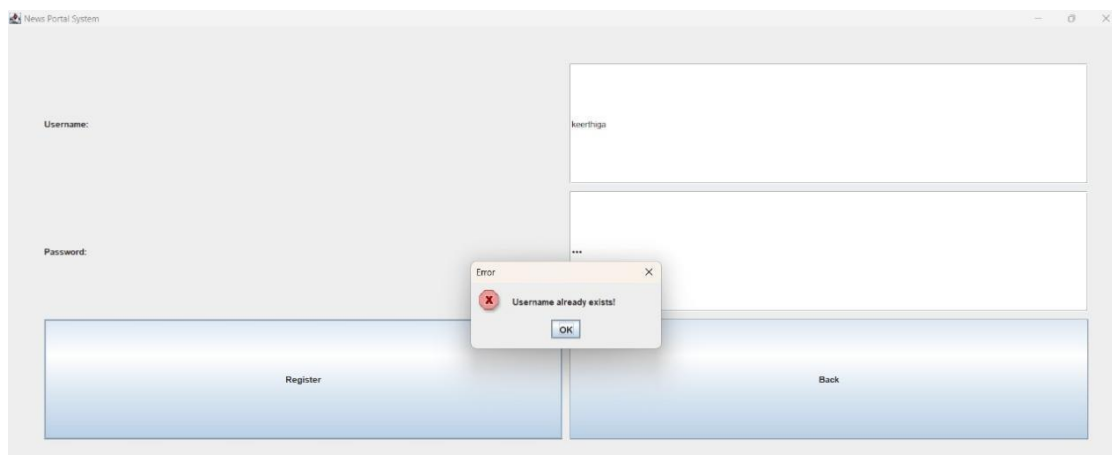 News Portal System
Username:
keerthiga
Password:
•••
Error
X
Username already exists!
OK
Register
Back